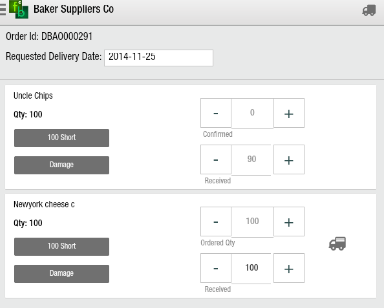 Baker Suppliers Co
Order Id: DBAO000291
Requested Delivery Date: 2014-11-25
Uncle Chips
Qty: 100
- 0 +
100 Short
Confirmed
Damage
- 90 +
Received
Newyork cheese c
Qty: 100
- 100 +
100 Short
Ordered Qty
Damage
- 100 +
Received